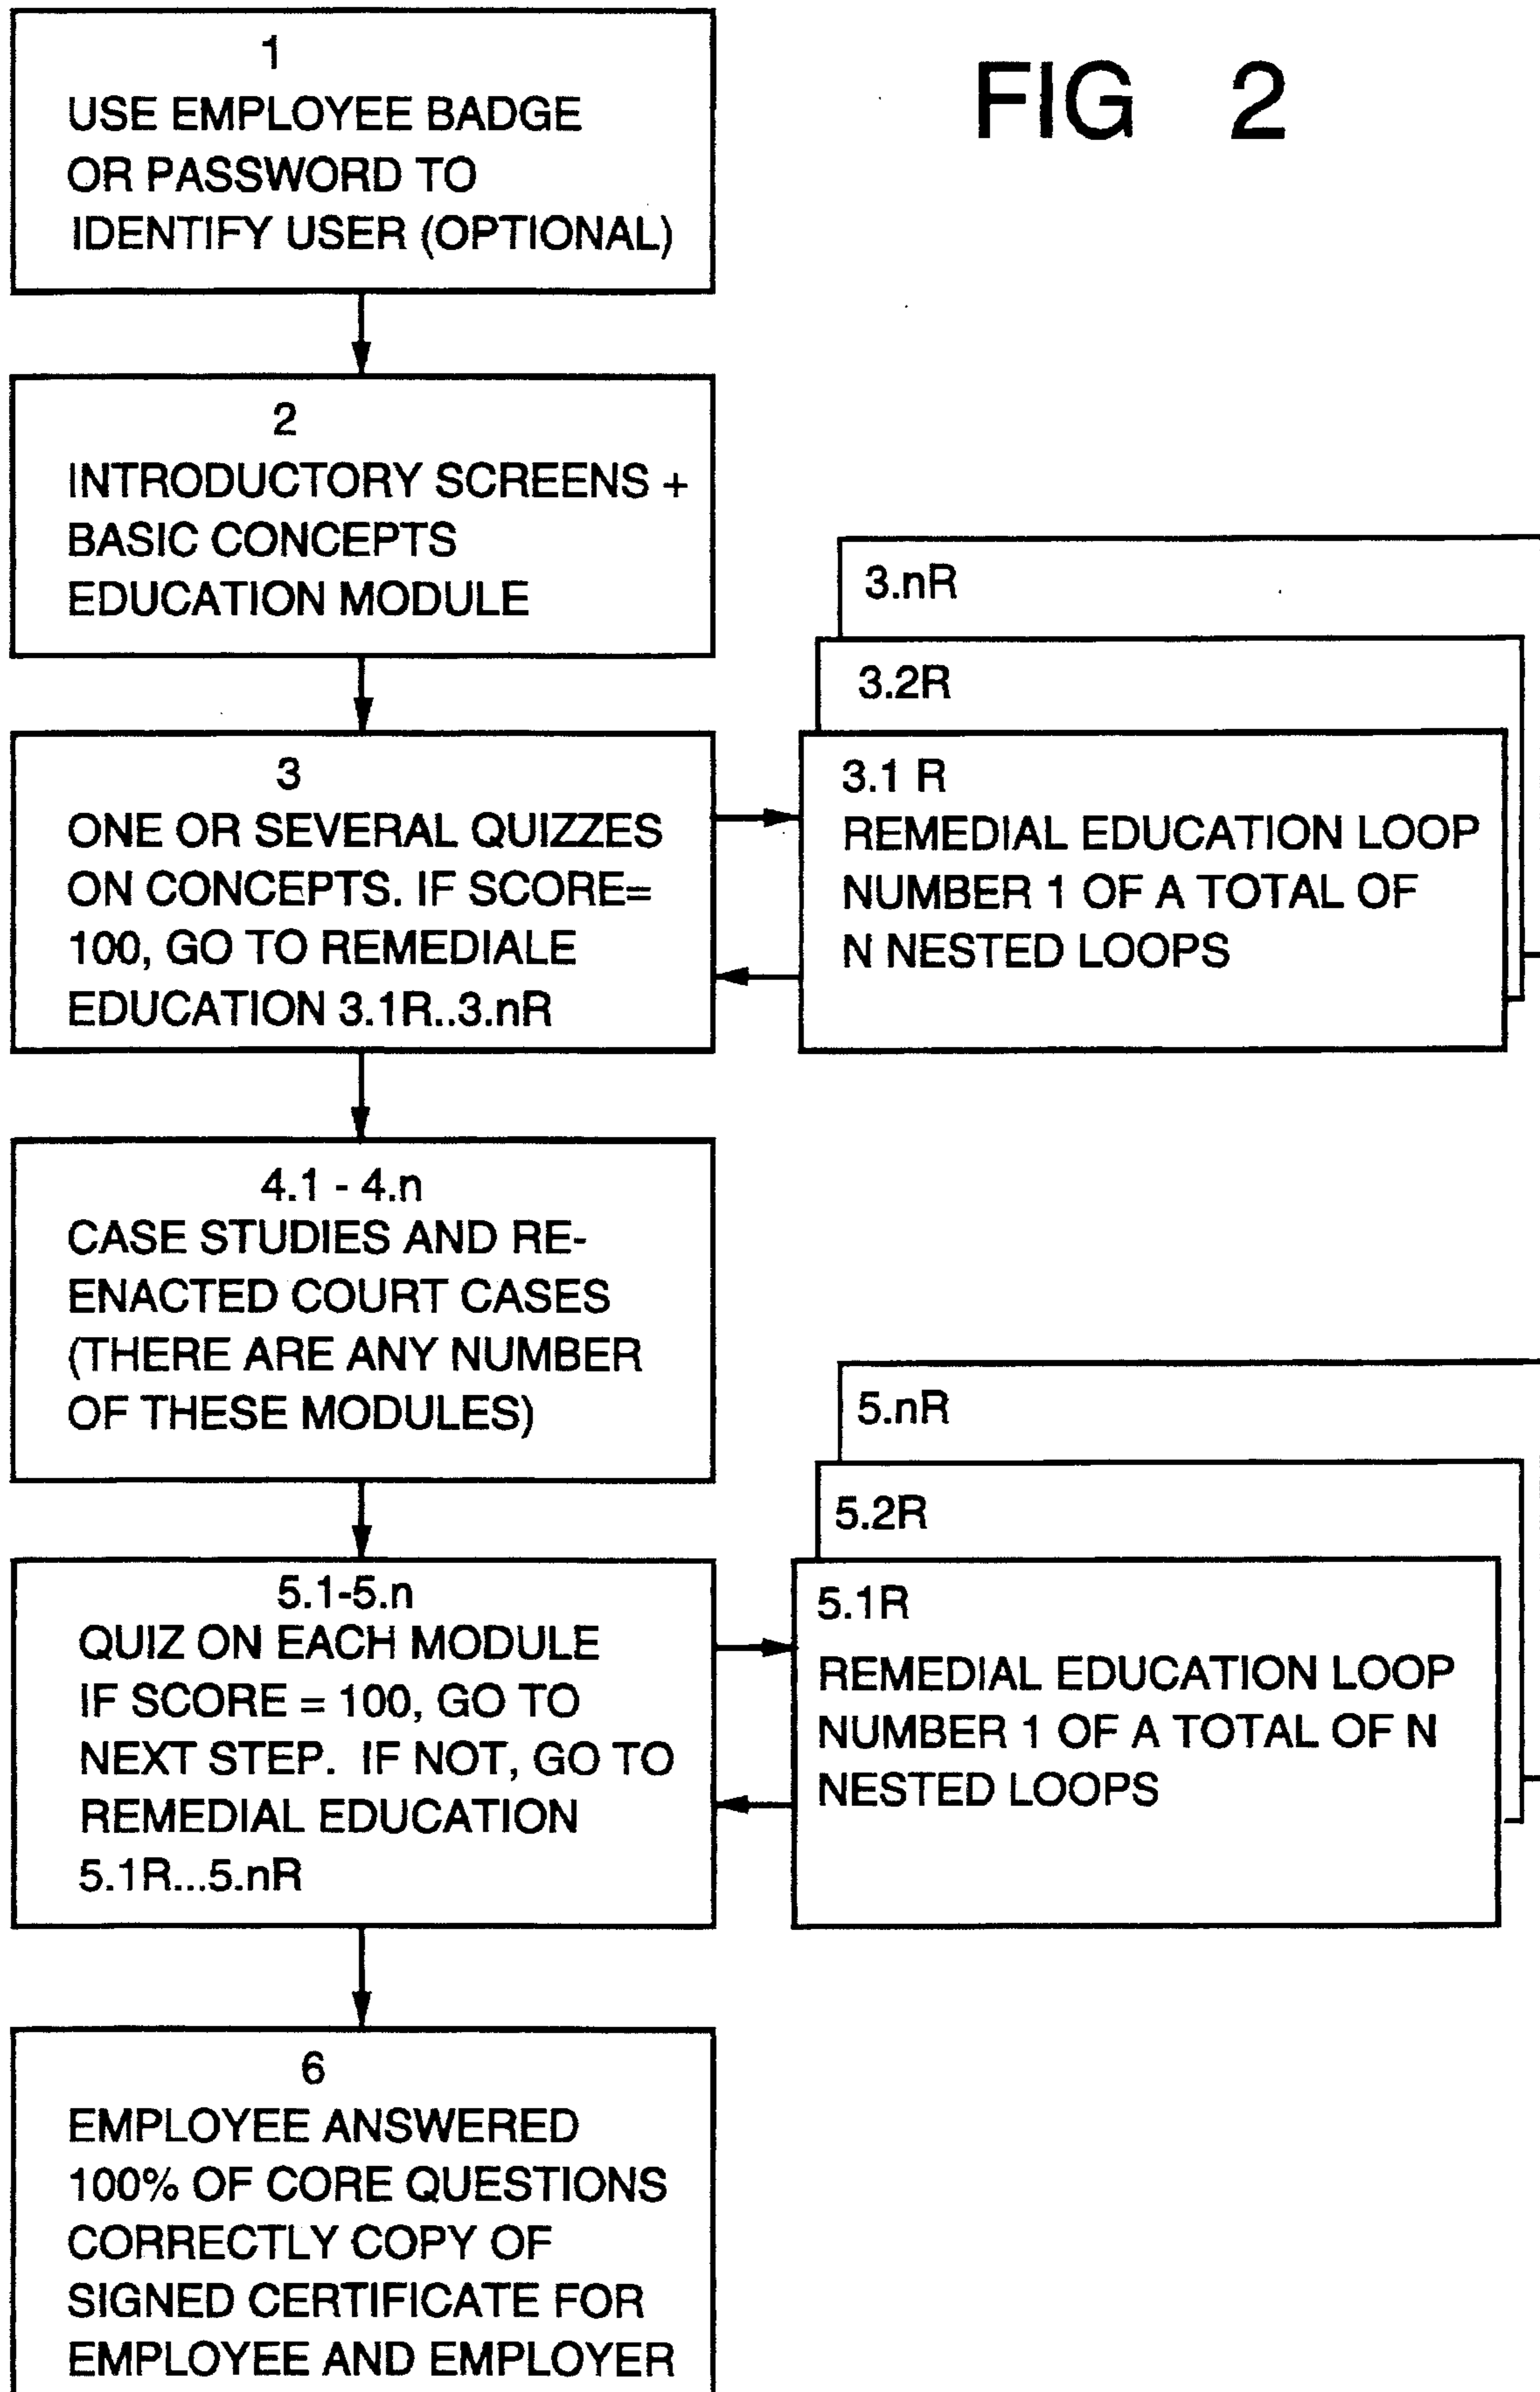 FIG 2
1
USE EMPLOYEE BADGE
OR PASSWORD TO
IDENTIFY USER (OPTIONAL)
2
INTRODUCTORY SCREENS +
BASIC CONCEPTS
EDUCATION MODULE
3
ONE OR SEVERAL QUIZZES
ON CONCEPTS. IF SCORE=
100, GO TO REMEDIALE
EDUCATION 3.1R..3.nR
3.nR
3.2R
3.1 R
REMEDIAL EDUCATION LOOP
NUMBER 1 OF A TOTAL OF
N NESTED LOOPS
4.1 - 4.n
CASE STUDIES AND RE-
ENACTED COURT CASES
(THERE ARE ANY NUMBER
OF THESE MODULES)
5.1-5.n
QUIZ ON EACH MODULE
IF SCORE = 100, GO TO
NEXT STEP. IF NOT, GO TO
REMEDIAL EDUCATION
5.1R...5.nR
5.nR
5.2R
5.1R
REMEDIAL EDUCATION LOOP
NUMBER 1 OF A TOTAL OF N
NESTED LOOPS
6
EMPLOYEE ANSWERED
100% OF CORE QUESTIONS
CORRECTLY COPY OF
SIGNED CERTIFICATE FOR
EMPLOYEE AND EMPLOYER